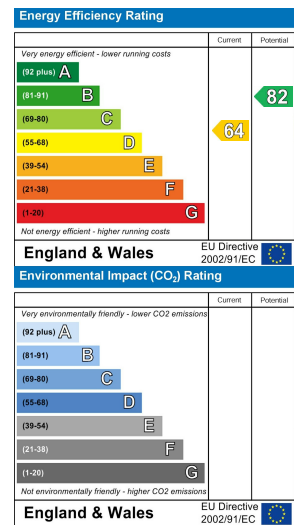 Energy Efficiency Rating
Current Potential
Very energy efficient - lower running costs
(92 plus) A
(81-91) B
82
(69-80) C
64
(55-68) D
(39-54) E
(21-38) F
(1-20) G
Not energy efficient - higher running costs
England & Wales
EU Directive
2002/91/EC
Environmental Impact (CO₂) Rating
Current Potential
Very environmentally friendly - lower CO2 emissions
(92 plus) A
(81-91) B
(69-80) C
(55-68) D
(39-54) E
(21-38) F
(1-20) G
Not environmentally friendly - higher CO2 emissions
England & Wales
EU Directive
2002/91/EC